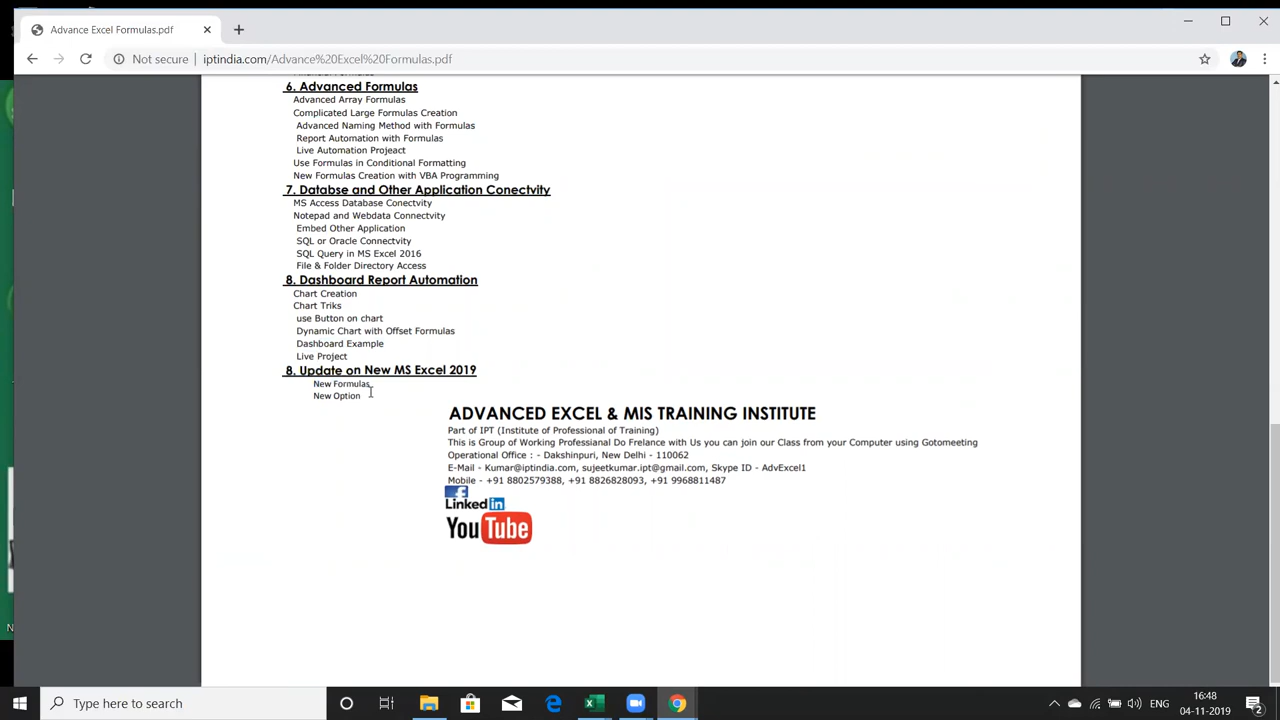 Advance Excel Formulas.pdf
Not secure
iptindia.com/Advance%20Excel%20Formulas.pdf
6. Advanced Formulas
Advanced Array Formulas
Complicated Large Formulas Creation
Advanced Naming Method with Formulas
Report Automation with Formulas
Live Automation Projeact
Use Formulas in Conditional Formatting
New Formulas Creation with VBA Programming
7. Databse and Other Application Conectvity
MS Access Database Conectvity
Notepad and Webdata Connectvity
Embed Other Application
SQL or Oracle Connectvity
SQL Query in MS Excel 2016
File & Folder Directory Access
8. Dashboard Report Automation
Chart Creation
Chart Triks
use Button on chart
Dynamic Chart with Offset Formulas
Dashboard Example
Live Project
8. Update on New MS Excel 2019
New Formulas
New Option
ADVANCED EXCEL & MIS TRAINING INSTITUTE
Part of IPT (Institute of Professional of Training)
This is Group of Working Professianal Do Frelance with Us you can join our Class from your Computer using Gotomeeting
Operational Office : - Dakshinpuri, New Delhi - 110062
E-Mail - Kumar@iptindia.com, sujeetkumar.ipt@gmail.com, Skype ID - AdvExcel1
Mobile - +91 8802579388, +91 8826828093, +91 9968811487
f
Linked in
YouTube
Type here to search
ENG
16:48
04-11-2019
2